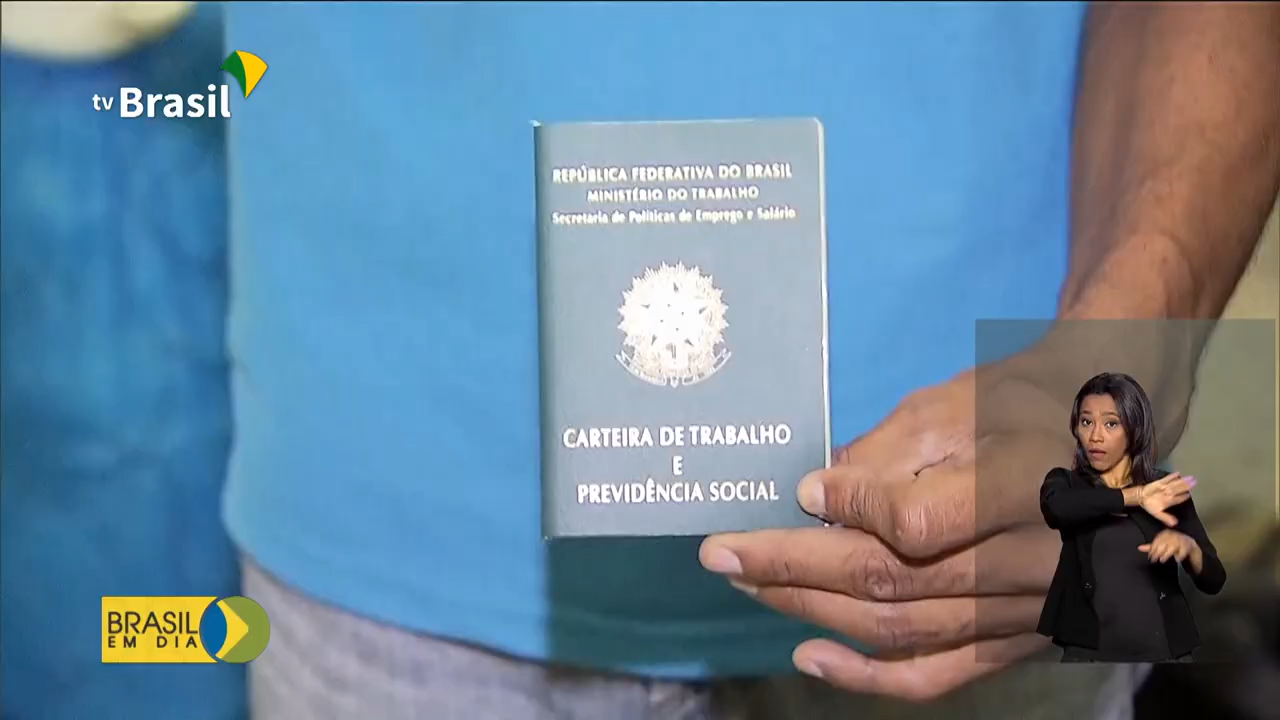 tv Brasil
REPÚBLICA FEDERATIVA DO BRASIL
MINISTÉRIO DO TRABALHO
Secretaria de Políticas de Emprego e Salário
CARTEIRA DE TRABALHO
E
PREVIDÊNCIA SOCIAL
BRASIL
EM DIA